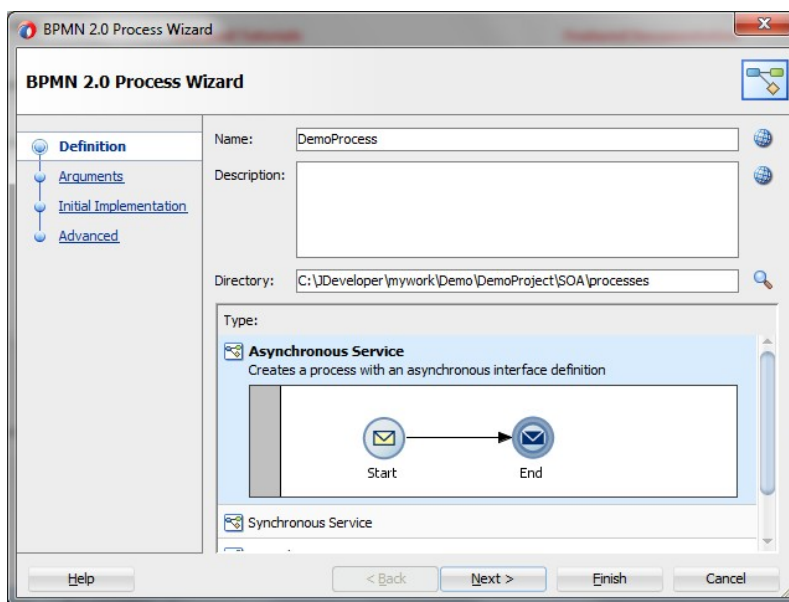 BPMN 2.0 Process Wizard
BPMN 2.0 Process Wizard
Definition
Arguments
Initial Implementation
Advanced
Name:
DemoProcess
Description:
Directory:
C:\JDeveloper\mywork\Demo\DemoProject\SOA\processes
Type:
Asynchronous Service
Creates a process with an asynchronous interface definition
Start
End
Synchronous Service
Help
< Back
Next >
Finish
Cancel